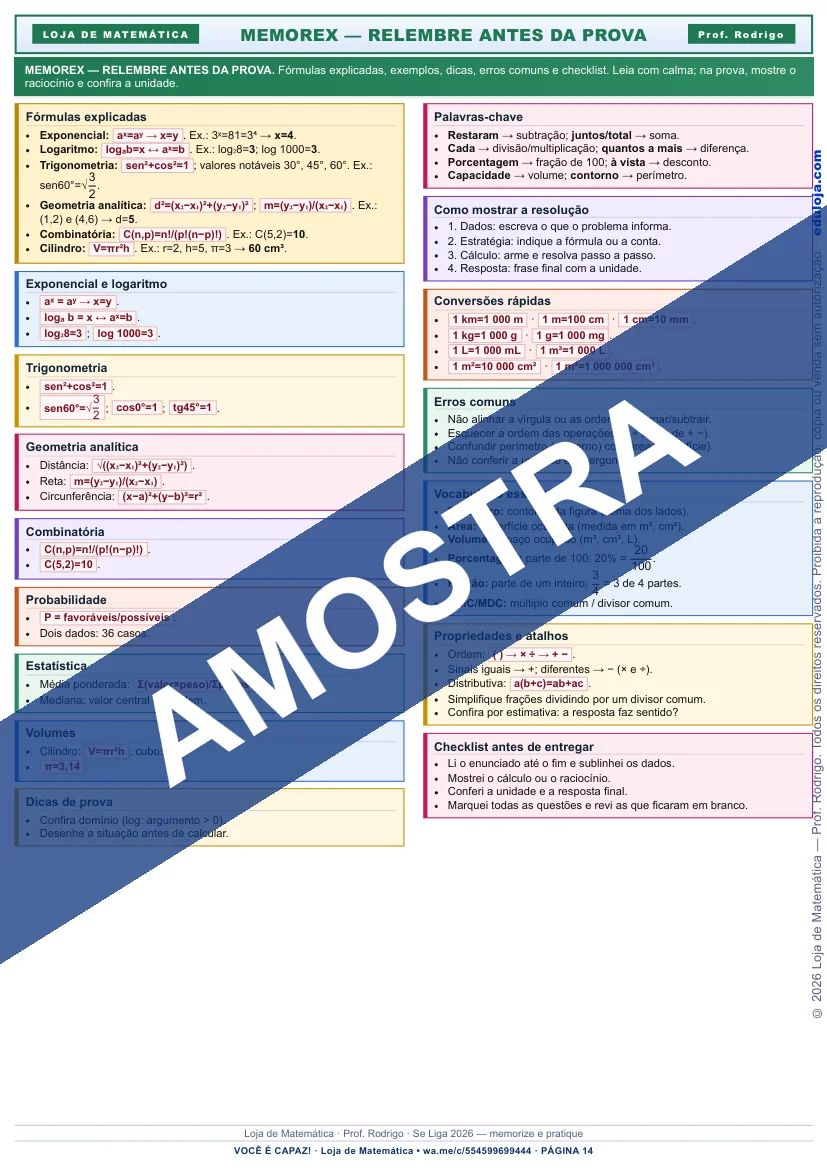 LOJA DE MATEMÁTICA
MEMOREX — RELEMBRE ANTES DA PROVA
Prof. Rodrigo
MEMOREX — RELEMBRE ANTES DA PROVA. Fórmulas explicadas, exemplos, dicas, erros comuns e checklist. Leia com calma; na prova, mostre o
raciocínio e confira a unidade.
Fórmulas explicadas
• Exponencial: aˣ=aʸ → x=y . Ex.: 3ˣ=81=3⁴ → x=4.
• Logaritmo: logₐb=x ↔ aˣ=b . Ex.: log₂8=3; log 1000=3.
• Trigonometria: sen²+cos²=1 ; valores notáveis 30°, 45°, 60°. Ex.:
sen60°=√3/2.
• Geometria analítica: d²=(x₂−x₁)²+(y₂−y₁)² ; m=(y₂−y₁)/(x₂−x₁) . Ex.:
(1,2) e (4,6) → d=5.
• Combinatória: C(n,p)=n!/(p!(n−p)!) . Ex.: C(5,2)=10.
• Cilindro: V=πr²h . Ex.: r=2, h=5, π=3 → 60 cm³.
Exponencial e logaritmo
• aˣ = aʸ → x=y .
• logₐ b = x ↔ aˣ=b .
• log₂8=3 ; log 1000=3 .
Trigonometria
• sen²+cos²=1 .
• sen60°=√3/2 ; cos0°=1 ; tg45°=1 .
Geometria analítica
• Distância: √((x₂−x₁)²+(y₂−y₁)²) .
• Reta: m=(y₂−y₁)/(x₂−x₁) .
• Circunferência: (x−a)²+(y−b)²=r² .
Combinatória
• C(n,p)=n!/(p!(n−p)!) .
• C(5,2)=10 .
Probabilidade
• P = favoráveis/possíveis .
• Dois dados: 36 casos.
Estatística
• Média ponderada:
• Mediana: valor central
Volumes
• Cilindro: V=πr²h ; cubo:
• π=3,14 .
Dicas de prova
• Confira domínio (log: argumento > 0).
• Desenhe a situação antes de calcular.
Palavras-chave
• Restaram → subtração; juntos/total → soma.
• Cada → divisão/multiplicação; quantos a mais → diferença.
• Porcentagem → fração de 100; à vista → desconto.
• Capacidade → volume; contorno → perímetro.
Como mostrar a resolução
• 1. Dados: escreva o que o problema informa.
• 2. Estratégia: indique a fórmula ou a conta.
• 3. Cálculo: arme e resolva passo a passo.
• 4. Resposta: frase final com a unidade.
Conversões rápidas
• 1 km=1 000 m · 1 m=100 cm · 1 cm=10 mm .
• 1 kg=1 000 g · 1 g=1 000 mg .
• 1 L=1 000 mL · 1 m³=1 000 L .
• 1 m²=10 000 cm² · 1 m³=1 000 000 cm³ .
Erros comuns
• Não alinhar a vírgula ou as
• Esquecer a ordem das operações
• Confundir perímetro
• Não conferir a
contorno da figura
(medida em m², cm²).
(m³, cm³, L).
parte de 100; 20% = 20/100.
parte de um inteiro; 3/4 = 3 de 4 partes.
múltiplo comum / divisor comum.
Propriedades e atalhos
• Ordem: ( ) → × ÷ → + − .
• Sinais iguais → +; diferentes → − (× e ÷).
• Distributiva: a(b+c)=ab+ac .
• Simplifique frações dividindo por um divisor comum.
• Confira por estimativa: a resposta faz sentido?
Checklist antes de entregar
• Li o enunciado até o fim e sublinhei os dados.
• Mostrei o cálculo ou o raciocínio.
• Conferi a unidade e a resposta final.
• Marquei todas as questões e revi as que ficaram em branco.
AMOSTRA
© 2026 Loja de Matemática — Prof. Rodrigo. Todos os direitos reservados. Proibida a reprodução, cópia ou venda sem autorização. · eduloja.com
Loja de Matemática · Prof. Rodrigo · Se Liga 2026 — memorize e pratique
VOCÊ É CAPAZ! · Loja de Matemática • wa.me/c/554599699444 · PÁGINA 14